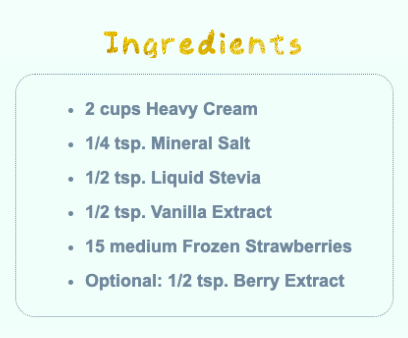 Ingredients
2 cups Heavy Cream
1/4 tsp. Mineral Salt
1/2 tsp. Liquid Stevia
1/2 tsp. Vanilla Extract
15 medium Frozen Strawberries
Optional: 1/2 tsp. Berry Extract